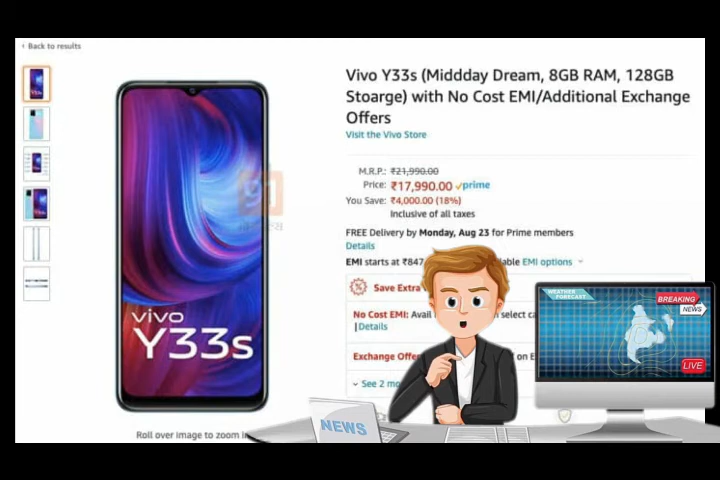 ‹ Back to results
Vivo Y33s (Middday Dream, 8GB RAM, 128GB
Stoarge) with No Cost EMI/Additional Exchange
Offers
Visit the Vivo Store
M.R.P.: ₹21,990.00
Price: ₹17,990.00 prime
You Save: ₹4,000.00 (18%)
Inclusive of all taxes
FREE Delivery by Monday, Aug 23 for Prime members
Details
EMI starts at ₹847 EMI options
Save Extra
No Cost EMI: Avai select
Details
Exchange Offer on
See 2
vivo
Y33s
91
Roll over image to zoom in
NEWS
WEATHER
FORECAST
BREAKING
NEWS
LIVE